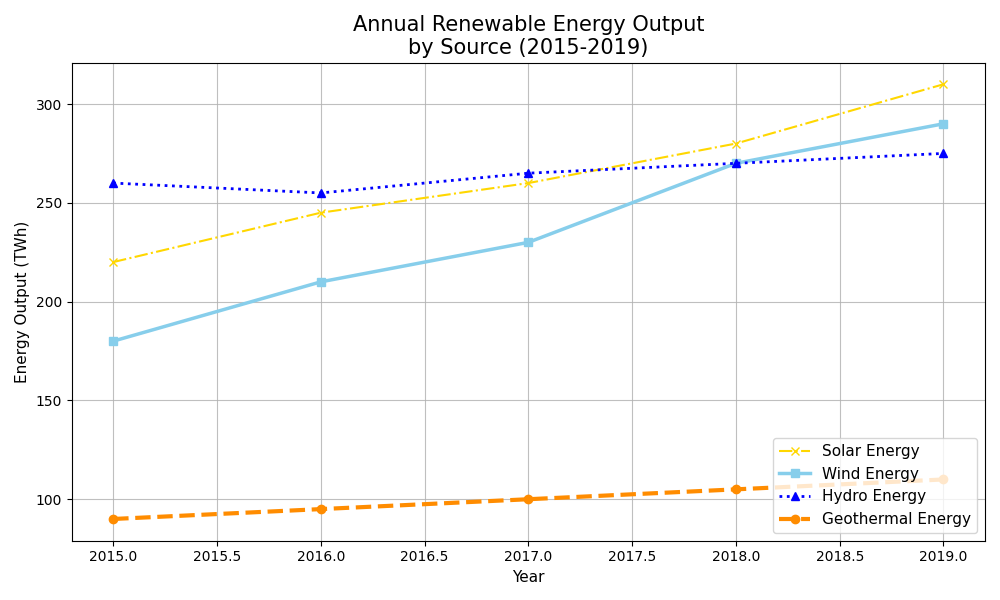 Annual Renewable Energy Output
by Source (2015-2019)
Energy Output (TWh)
300
250
200
150
100
Solar Energy
Wind Energy
Hydro Energy
Geothermal Energy
2015.0 2015.5 2016.0 2016.5 2017.0 2017.5 2018.0 2018.5 2019.0
Year